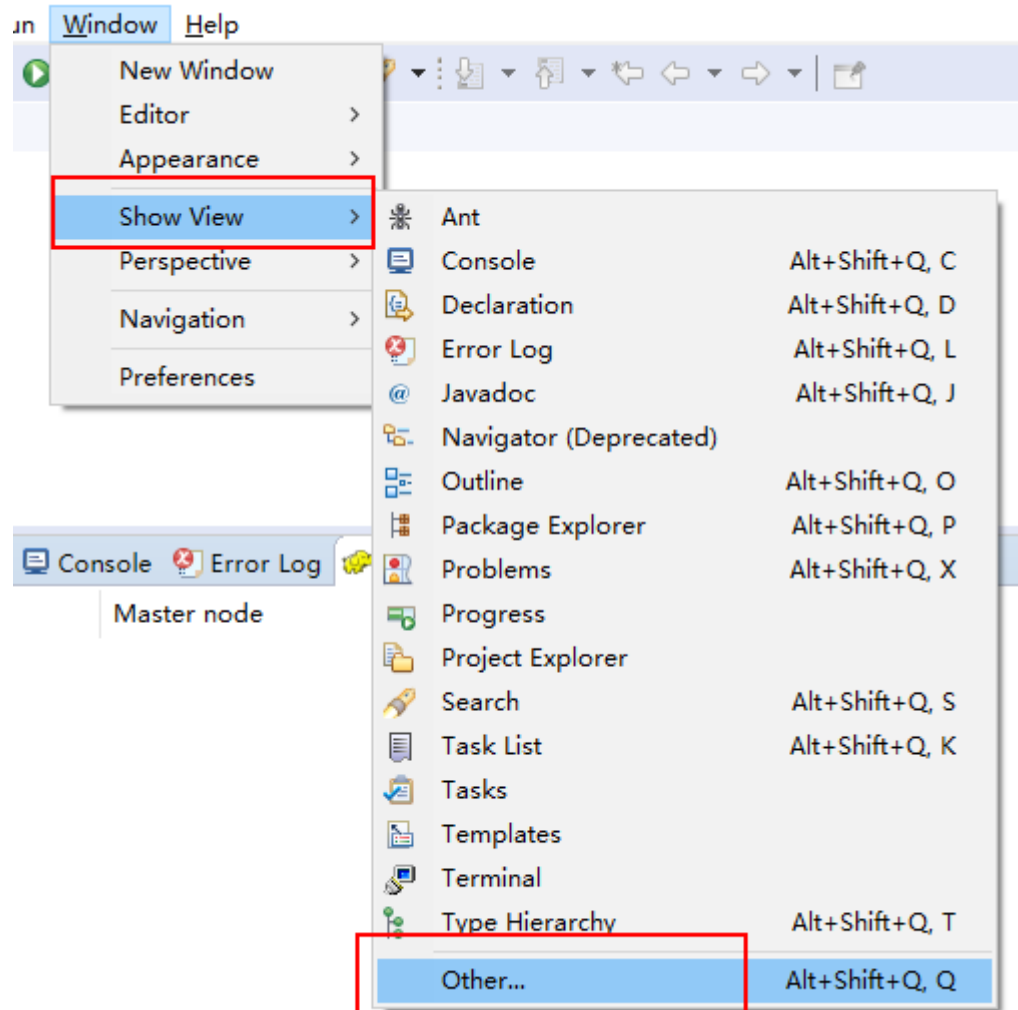 un Window Help
New Window
Editor
Appearance
Show View
Perspective
Navigation
Preferences
Ant
Console Alt+Shift+Q, C
Declaration Alt+Shift+Q, D
Error Log Alt+Shift+Q, L
Javadoc Alt+Shift+Q, J
Navigator (Deprecated)
Outline Alt+Shift+Q, O
Package Explorer Alt+Shift+Q, P
Problems Alt+Shift+Q, X
Progress
Project Explorer
Search Alt+Shift+Q, S
Task List Alt+Shift+Q, K
Tasks
Templates
Terminal
Type Hierarchy Alt+Shift+Q, T
Other... Alt+Shift+Q, Q
Console Error Log
Master node